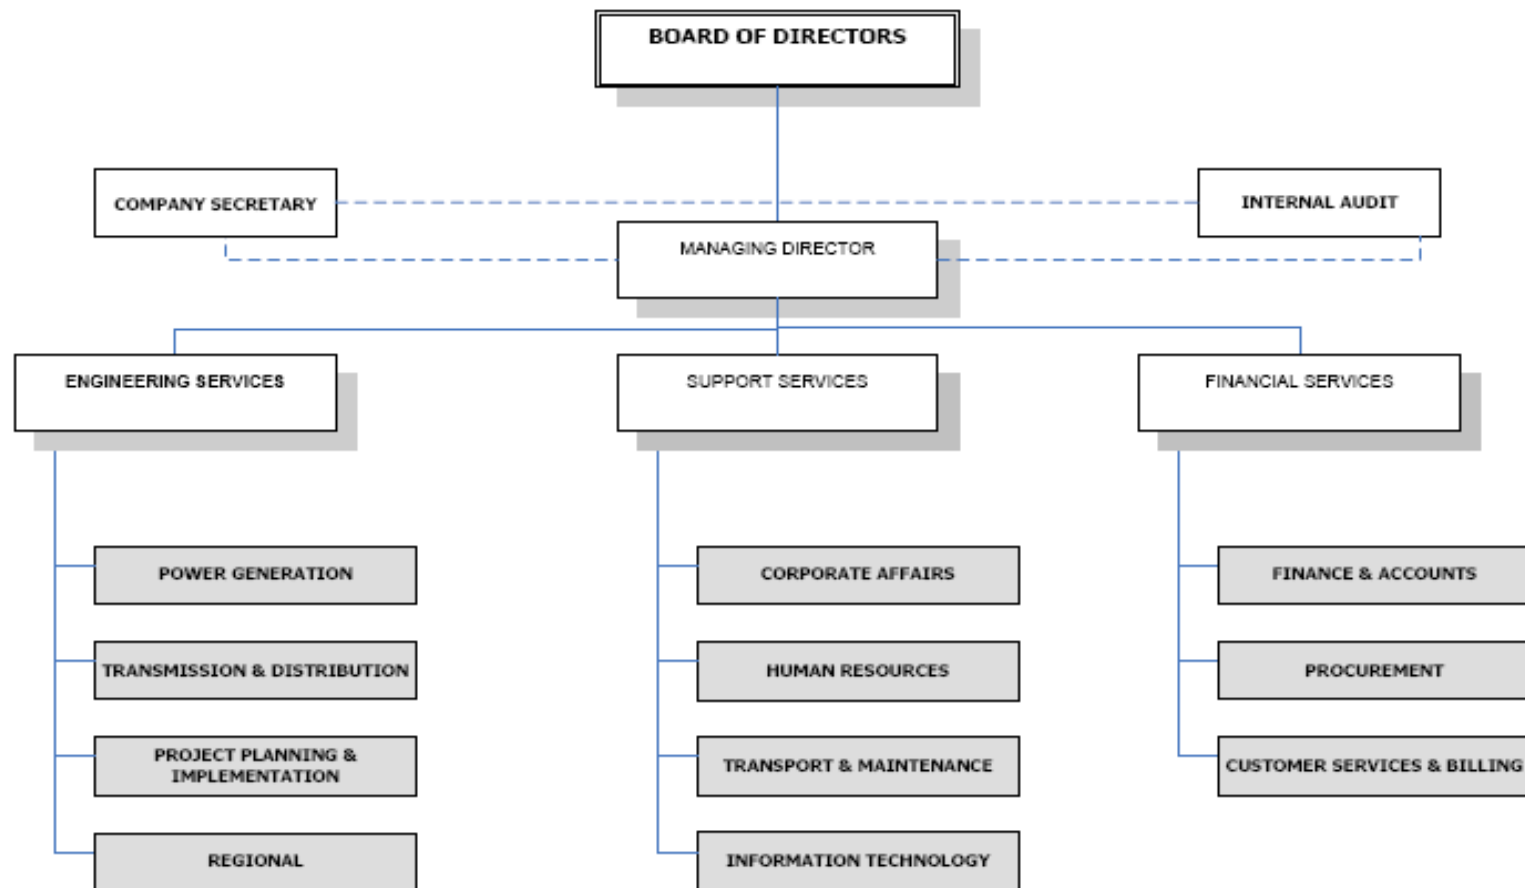 BOARD OF DIRECTORS
COMPANY SECRETARY
INTERNAL AUDIT
MANAGING DIRECTOR
ENGINEERING SERVICES
SUPPORT SERVICES
FINANCIAL SERVICES
POWER GENERATION
CORPORATE AFFAIRS
FINANCE & ACCOUNTS
TRANSMISSION & DISTRIBUTION
HUMAN RESOURCES
PROCUREMENT
PROJECT PLANNING &
IMPLEMENTATION
TRANSPORT & MAINTENANCE
CUSTOMER SERVICES & BILLING
REGIONAL
INFORMATION TECHNOLOGY